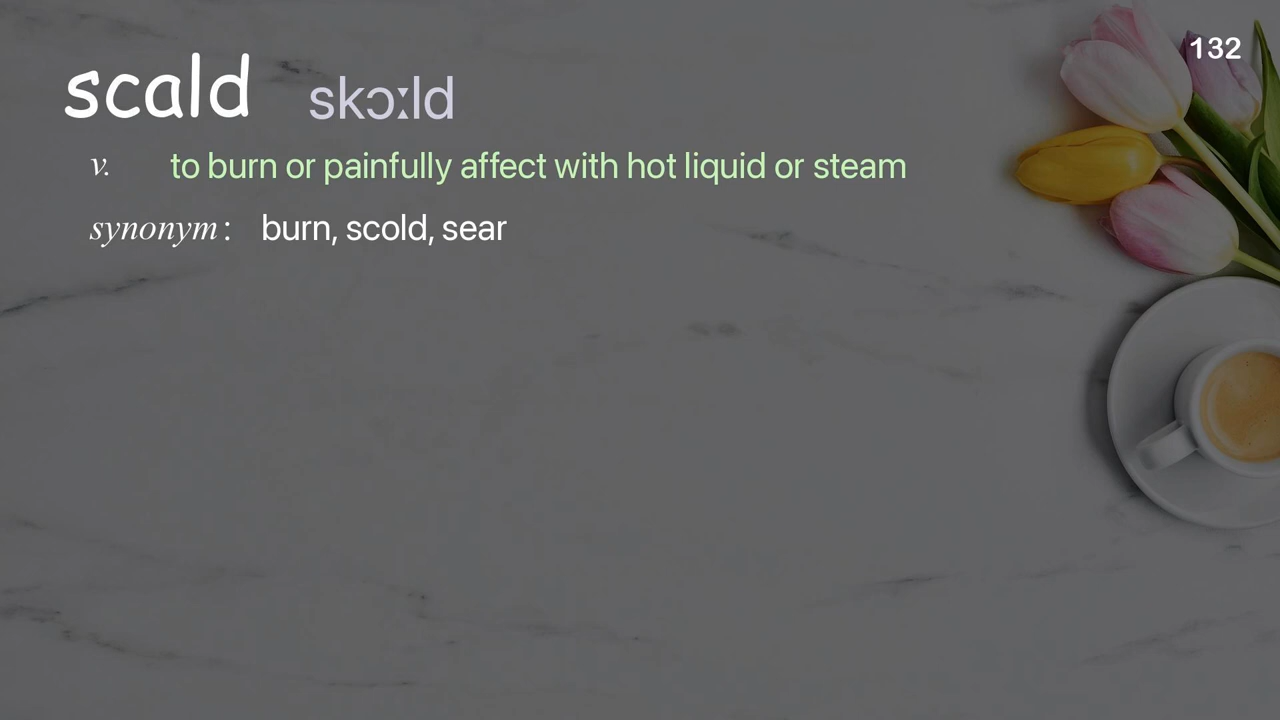 132
scald skɔːld
v. to burn or painfully affect with hot liquid or steam
synonym : burn, scold, sear